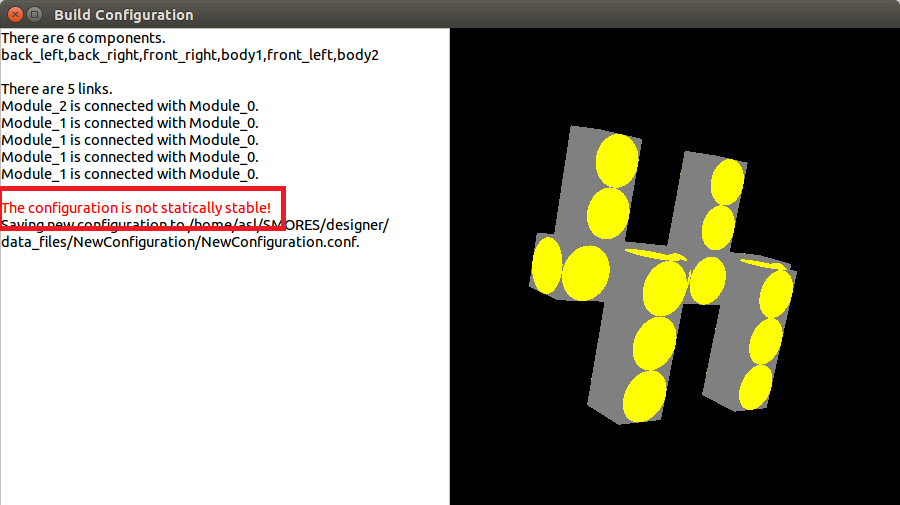 Build Configuration
There are 6 components.
back_left,back_right,front_right,body1,front_left,body2
There are 5 links.
Module_2 is connected with Module_0.
Module_1 is connected with Module_0.
Module_1 is connected with Module_0.
Module_1 is connected with Module_0.
Module_1 is connected with Module_0.
The configuration is not statically stable!
Saving new configuration to /home/asl/SMORES/designer/
data_files/NewConfiguration/NewConfiguration.conf.